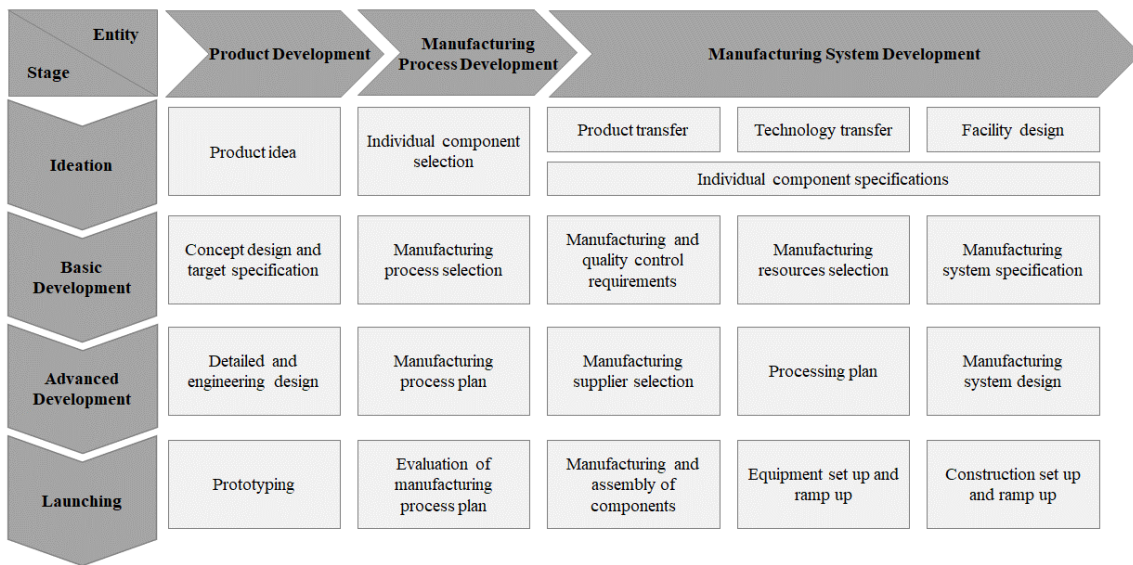 Entity
Stage
Product Development
Manufacturing
Process Development
Manufacturing System Development
Ideation
Product idea
Individual component
selection
Product transfer
Technology transfer
Facility design
Individual component specifications
Basic
Development
Concept design and
target specification
Manufacturing
process selection
Manufacturing and
quality control
requirements
Manufacturing
resources selection
Manufacturing
system specification
Advanced
Development
Detailed and
engineering design
Manufacturing
process plan
Manufacturing
supplier selection
Processing plan
Manufacturing
system design
Launching
Prototyping
Evaluation of
manufacturing
process plan
Manufacturing and
assembly of
components
Equipment set up and
ramp up
Construction set up
and ramp up